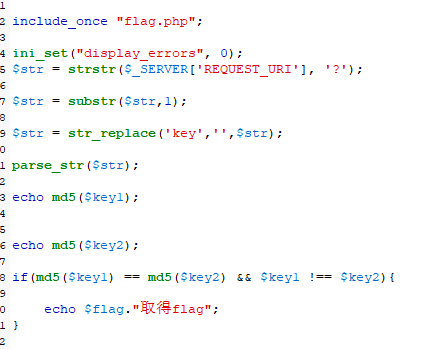 1
2 include_once "flag.php";
3
4 ini_set("display_errors", 0);
5 $str = strstr($_SERVER['REQUEST_URI'], '?');
6
7 $str = substr($str,1);
8
9 $str = str_replace('key','',$str);
0
1 parse_str($str);
2
3 echo md5($key1);
4
5
6 echo md5($key2);
7
8 if(md5($key1) == md5($key2) && $key1 !== $key2){
9
0 echo $flag."取得flag";
1 }
2